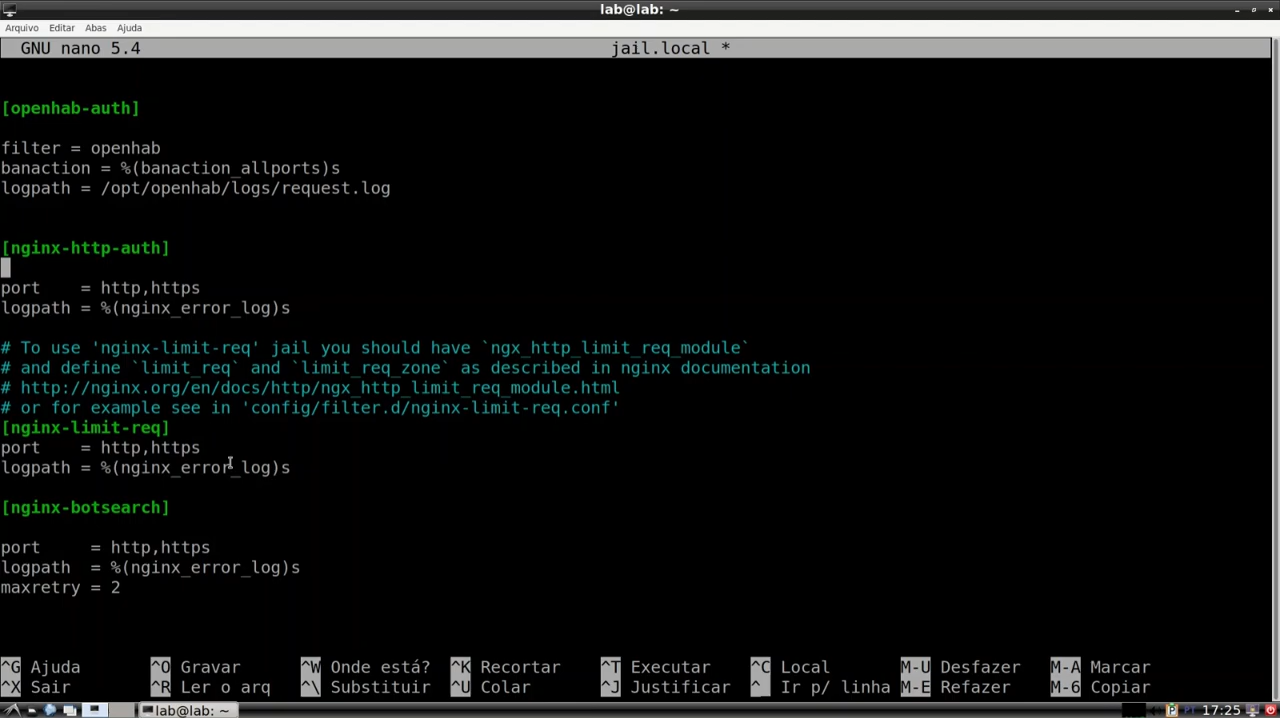 lab@lab: ~
Arquivo Editar Abas Ajuda
GNU nano 5.4 jail.local *
[openhab-auth]
filter = openhab
banaction = %(banaction_allports)s
logpath = /opt/openhab/logs/request.log
[nginx-http-auth]
port    = http,https
logpath = %(nginx_error_log)s
# To use 'nginx-limit-req' jail you should have `ngx_http_limit_req_module`
# and define `limit_req` and `limit_req_zone` as described in nginx documentation
# http://nginx.org/en/docs/http/ngx_http_limit_req_module.html
# or for example see in 'config/filter.d/nginx-limit-req.conf'
[nginx-limit-req]
port    = http,https
logpath = %(nginx_error_log)s
[nginx-botsearch]
port     = http,https
logpath  = %(nginx_error_log)s
maxretry = 2
^G Ajuda ^O Gravar ^W Onde está? ^K Recortar ^T Executar ^C Local M-U Desfazer M-A Marcar
^X Sair ^R Ler o arq ^\ Substituir ^U Colar ^J Justificar ^_ Ir p/ linha M-E Refazer M-6 Copiar
lab@lab: ~ P PT 17:25